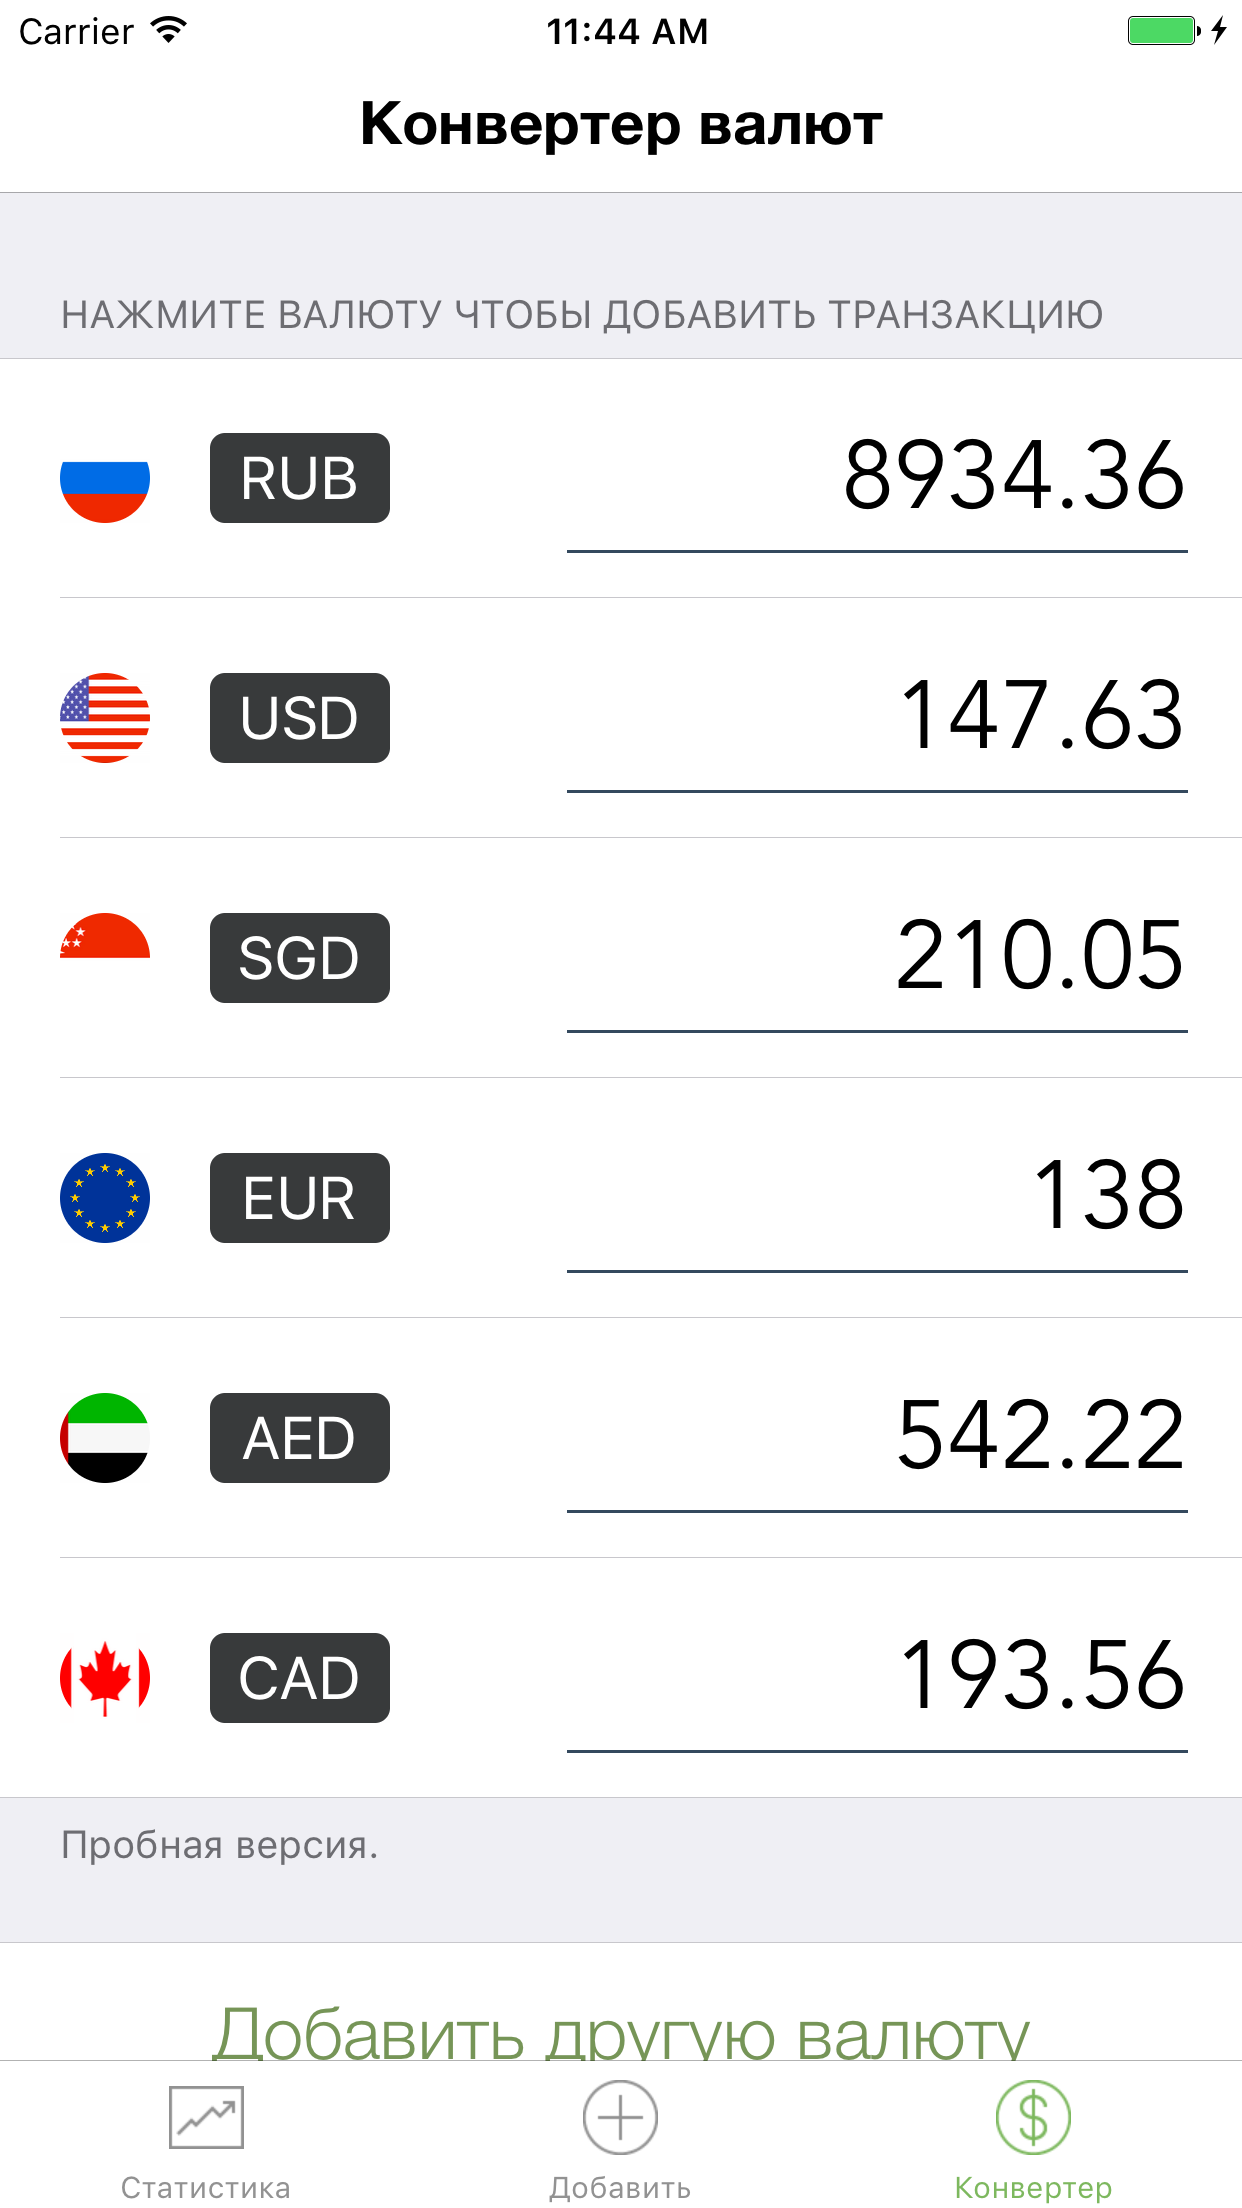 Carrier 11:44 AM
Конвертер валют
НАЖМИТЕ ВАЛЮТУ ЧТОБЫ ДОБАВИТЬ ТРАНЗАКЦИЮ
RUB 8934.36
USD 147.63
SGD 210.05
EUR 138
AED 542.22
CAD 193.56
Пробная версия.
Добавить другую валюту
Статистика Добавить Конвертер